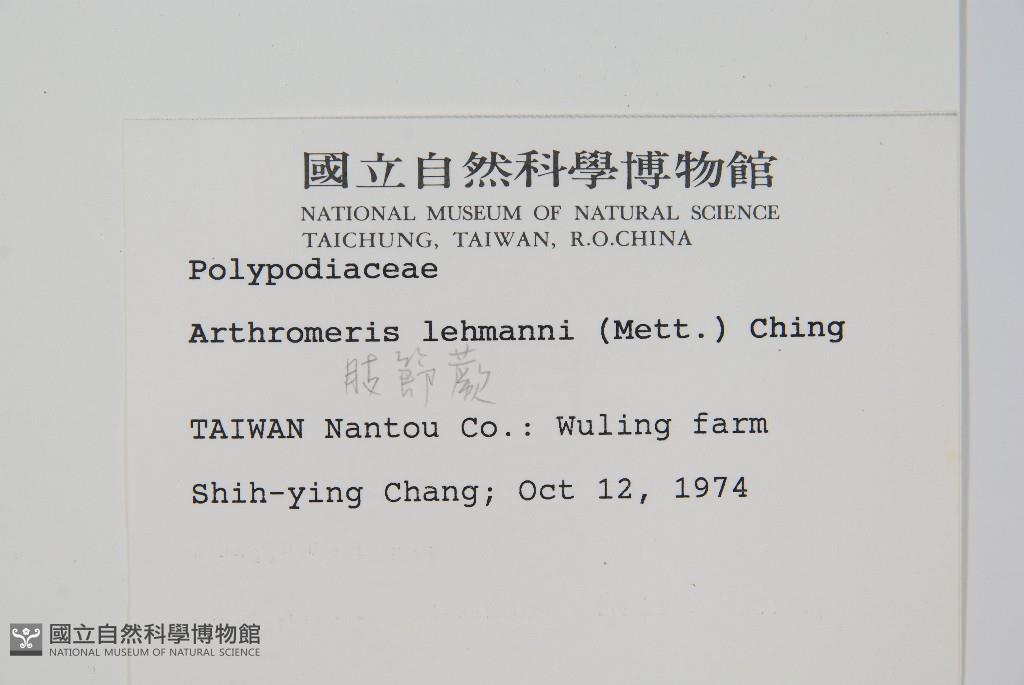 國立自然科學博物館
NATIONAL MUSEUM OF NATURAL SCIENCE
TAICHUNG, TAIWAN, R.O.CHINA
Polypodiaceae
Arthromeris lehmanni (Mett.) Ching
肢節蕨
TAIWAN Nantou Co.: Wuling farm
Shih-ying Chang; Oct 12, 1974
國立自然科學博物館
NATIONAL MUSEUM OF NATURAL SCIENCE